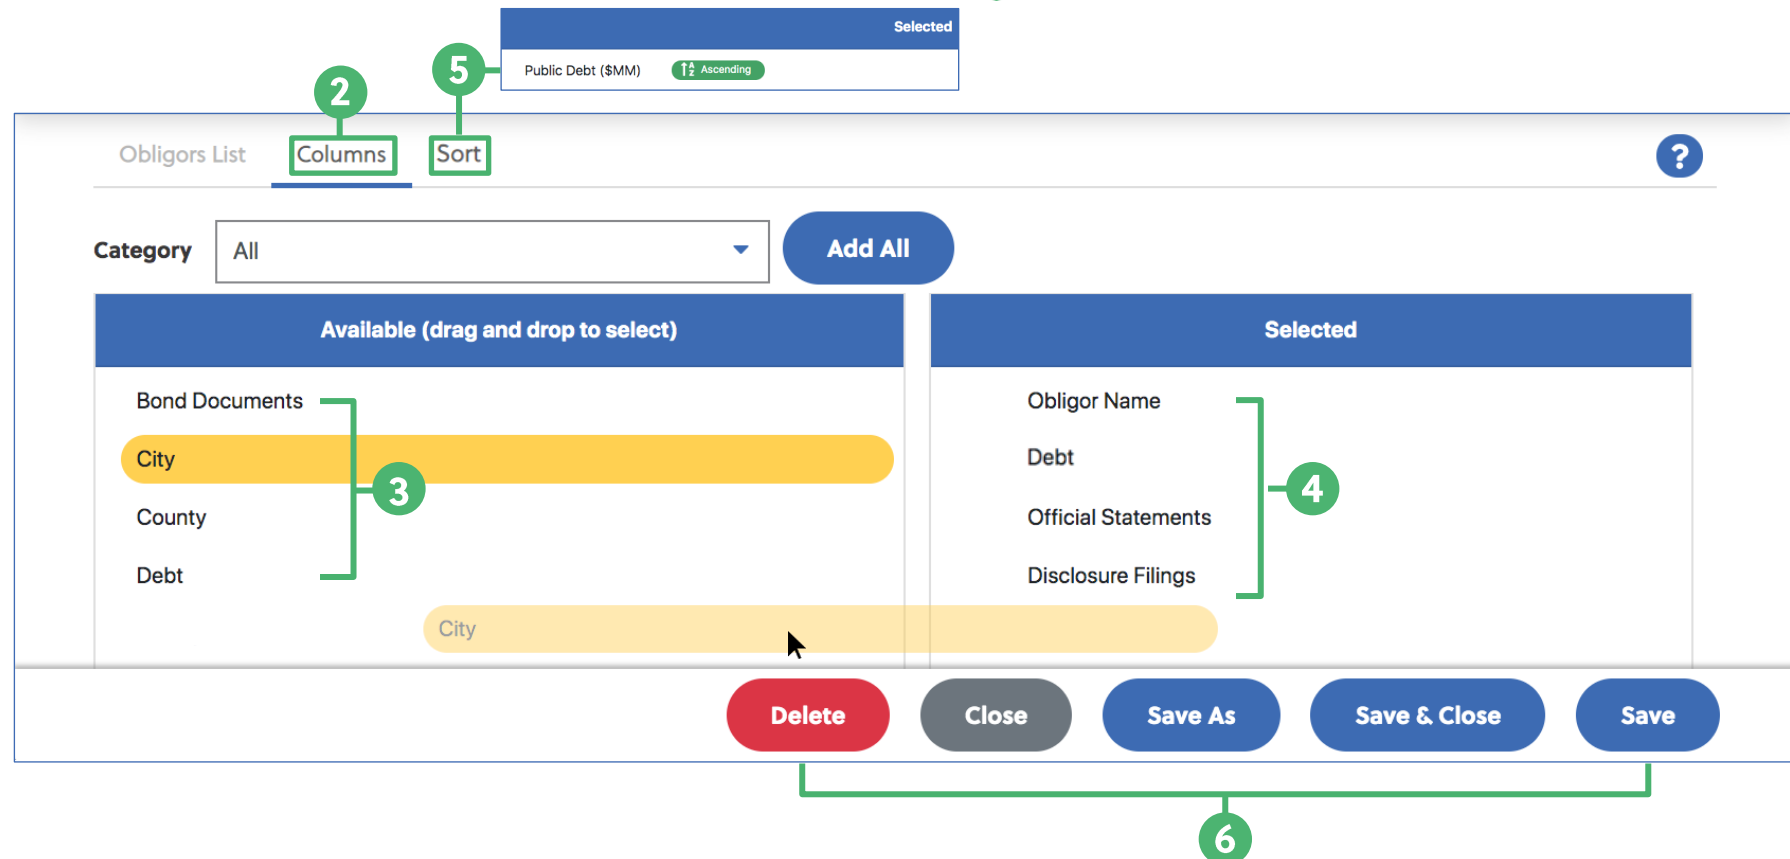 Selected
5
Public Debt ($MM) Ascending
2
Obligors List Columns Sort ?
Category All Add All
Available (drag and drop to select) Selected
Bond Documents Obligor Name
City Debt
3 4
County Official Statements
Debt Disclosure Filings
City
Delete Close Save As Save & Close Save
6